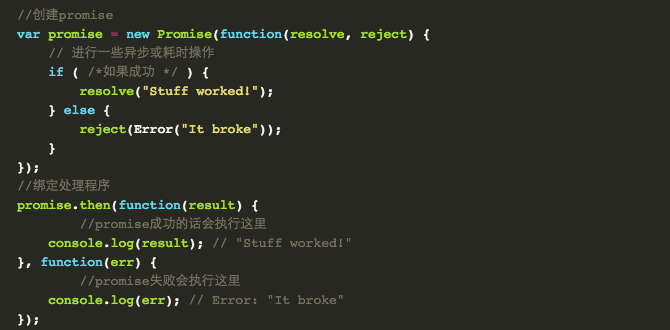 //创建promise
var promise = new Promise(function(resolve, reject) {
    // 进行一些异步或耗时操作
    if ( /*如果成功 */ ) {
        resolve("Stuff worked!");
    } else {
        reject(Error("It broke"));
    }
});
//绑定处理程序
promise.then(function(result) {
        //promise成功的话会执行这里
    console.log(result); // "Stuff worked!"
}, function(err) {
        //promise失败会执行这里
    console.log(err); // Error: "It broke"
});